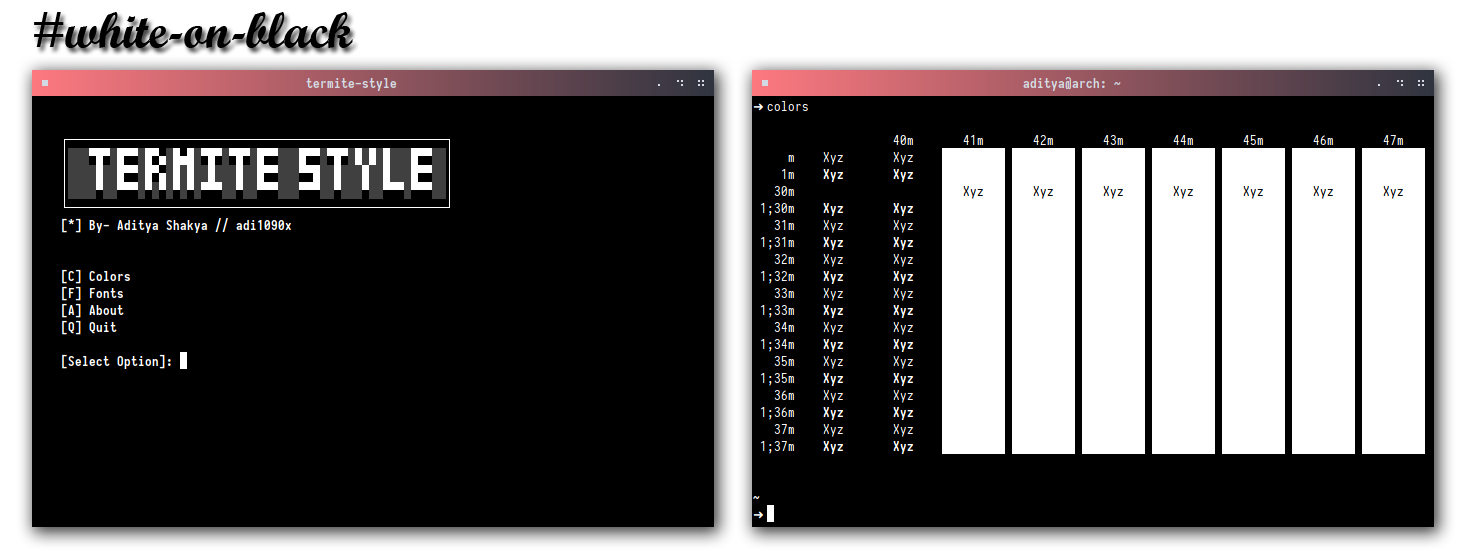 #white-on-black
termite-style
TERMITE STYLE
[*] By- Aditya Shakya // adi1090x
[C] Colors
[F] Fonts
[A] About
[Q] Quit
[Select Option]:
aditya@arch: ~
➜ colors
40m 41m 42m 43m 44m 45m 46m 47m
m Xyz Xyz
1m Xyz Xyz
30m Xyz Xyz Xyz Xyz Xyz Xyz Xyz
1;30m Xyz Xyz
31m Xyz Xyz
1;31m Xyz Xyz
32m Xyz Xyz
1;32m Xyz Xyz
33m Xyz Xyz
1;33m Xyz Xyz
34m Xyz Xyz
1;34m Xyz Xyz
35m Xyz Xyz
1;35m Xyz Xyz
36m Xyz Xyz
1;36m Xyz Xyz
37m Xyz Xyz
1;37m Xyz Xyz
~
➜